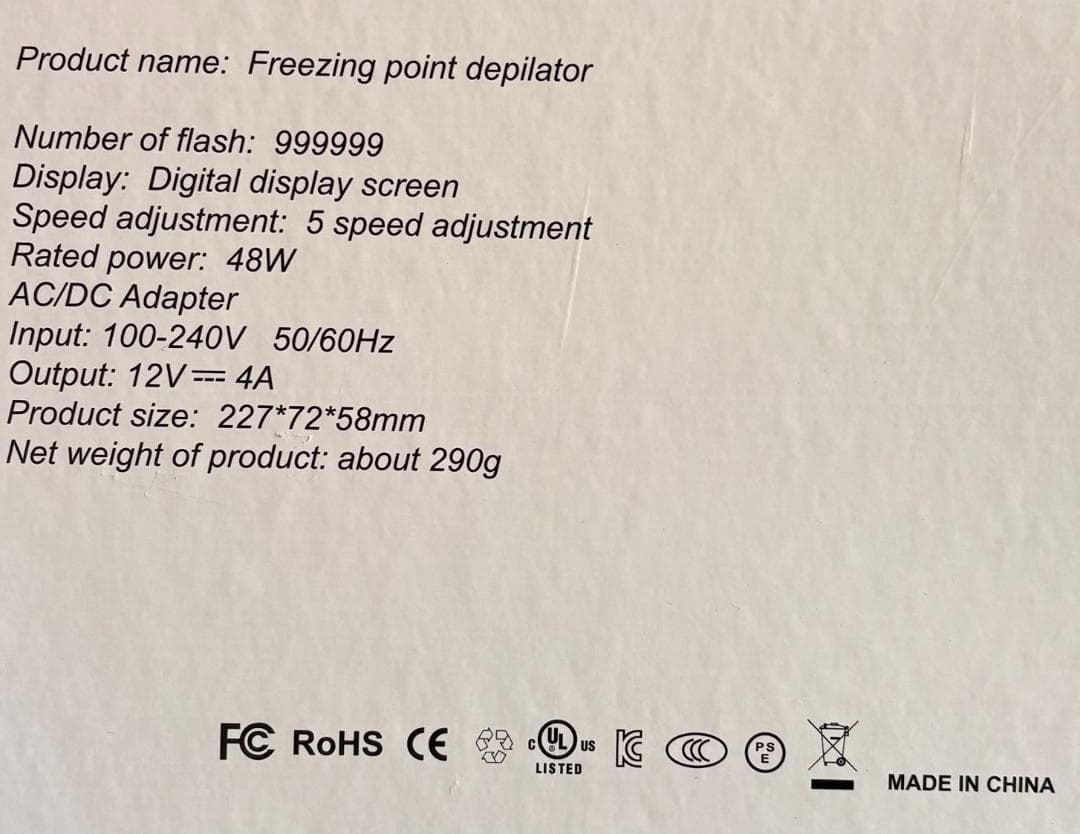 Product name: Freezing point depilator
Number of flash: 999999
Display: Digital display screen
Speed adjustment: 5 speed adjustment
Rated power: 48W
AC/DC Adapter
Input: 100-240V 50/60Hz
Output: 12V⎓4A
Product size: 227*72*58mm
Net weight of product: about 290g
FC RoHS CE c UL US LISTED KC CCC PS E
MADE IN CHINA